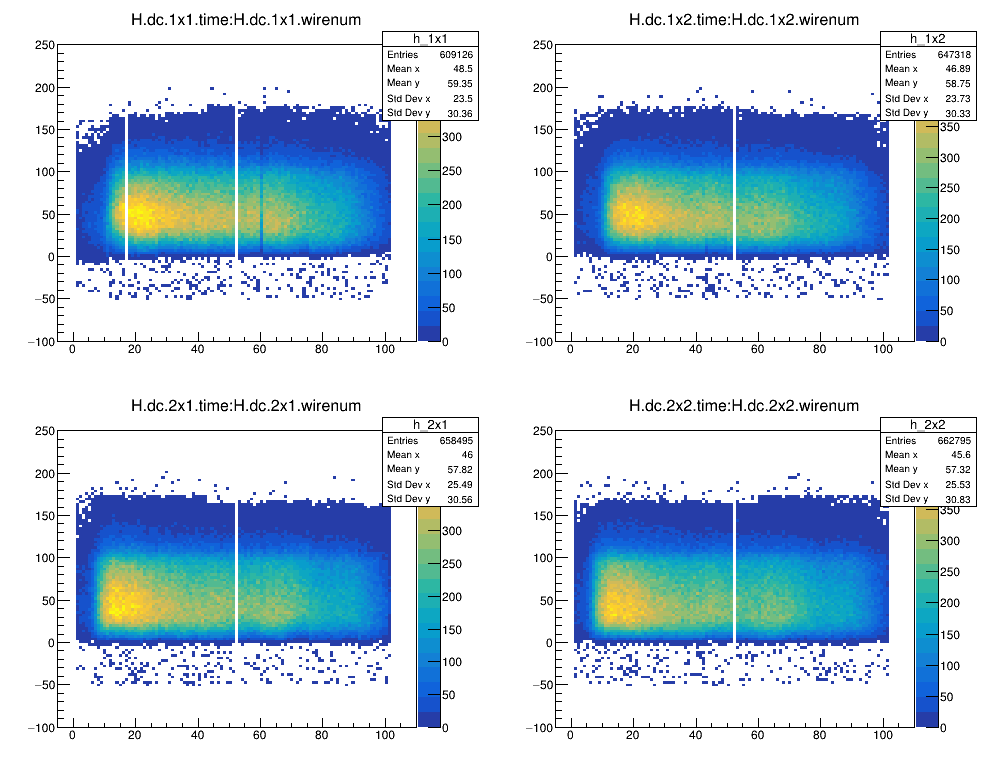 H.dc.1x1.time:H.dc.1x1.wirenum
h_1x1
Entries 609126
Mean x 48.5
Mean y 59.35
Std Dev x 23.5
Std Dev y 30.36
250
200
150
100
50
0
−50
−100
0 20 40 60 80 100
300
250
200
150
100
50
0
H.dc.1x2.time:H.dc.1x2.wirenum
h_1x2
Entries 647318
Mean x 46.89
Mean y 58.75
Std Dev x 23.73
Std Dev y 30.33
250
200
150
100
50
0
−50
−100
0 20 40 60 80 100
350
300
250
200
150
100
50
0
H.dc.2x1.time:H.dc.2x1.wirenum
h_2x1
Entries 658495
Mean x 46
Mean y 57.82
Std Dev x 25.49
Std Dev y 30.56
250
200
150
100
50
0
−50
−100
0 20 40 60 80 100
300
250
200
150
100
50
0
H.dc.2x2.time:H.dc.2x2.wirenum
h_2x2
Entries 662795
Mean x 45.6
Mean y 57.32
Std Dev x 25.53
Std Dev y 30.83
250
200
150
100
50
0
−50
−100
0 20 40 60 80 100
350
300
250
200
150
100
50
0